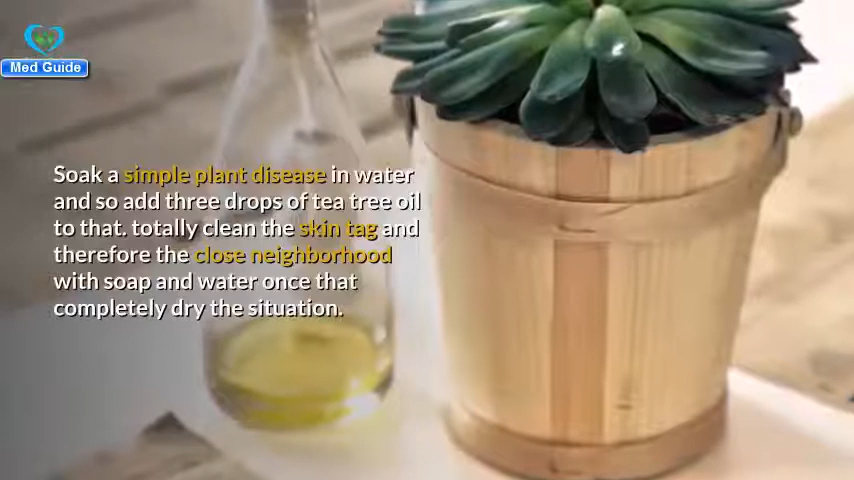 Med Guide
Soak a simple plant disease in water
and so add three drops of tea tree oil
to that. totally clean the skin tag and
therefore the close neighborhood
with soap and water once that
completely dry the situation.